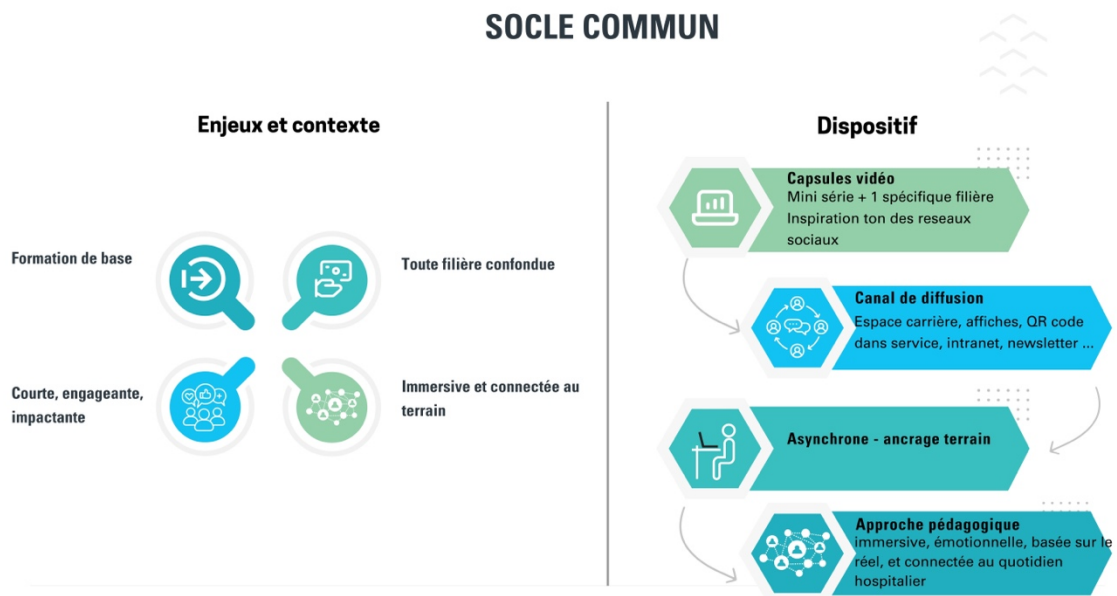 SOCLE COMMUN
Enjeux et contexte
Formation de base
Toute filière confondue
Courte, engageante,
impactante
Immersive et connectée au
terrain
Dispositif
Capsules vidéo
Mini série + 1 spécifique filière
Inspiration ton des reseaux
sociaux
Canal de diffusion
Espace carrière, affiches, QR code
dans service, intranet, newsletter ...
Asynchrone - ancrage terrain
Approche pédagogique
immersive, émotionnelle, basée sur le
réel, et connectée au quotidien
hospitalier